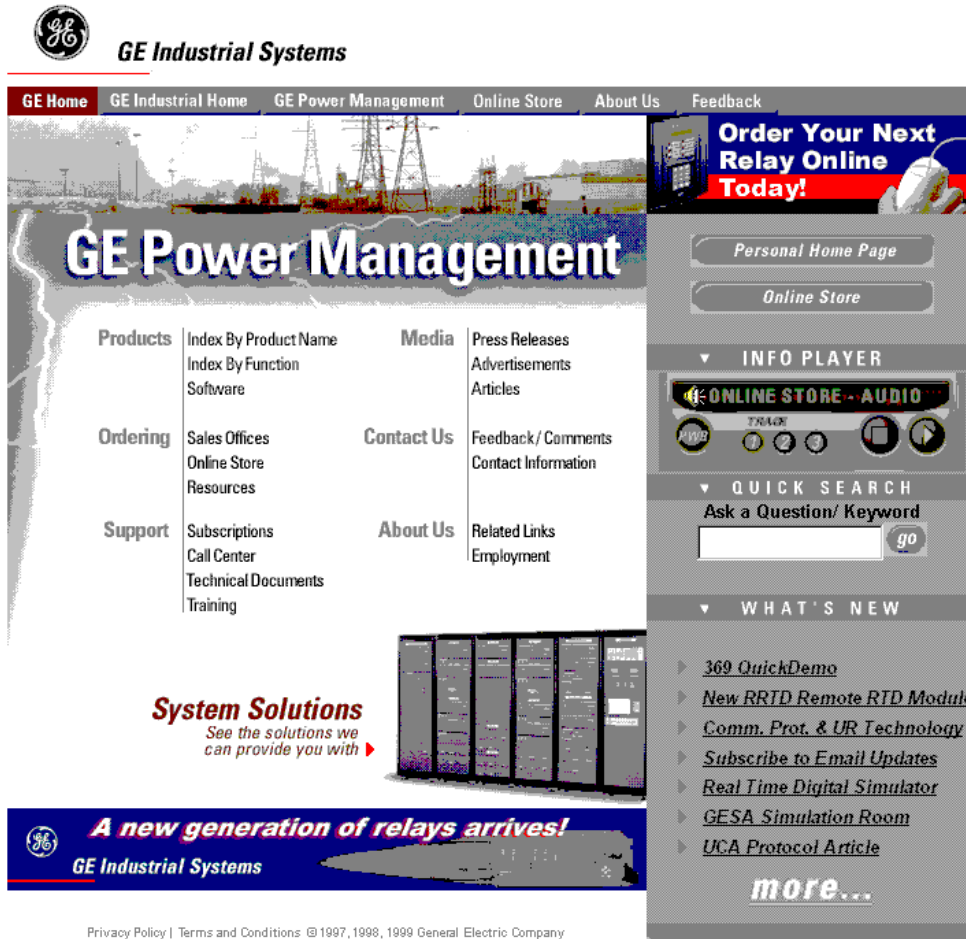 GE
GE Industrial Systems
GE Home GE Industrial Home GE Power Management Online Store About Us Feedback
Order Your Next
Relay Online
Today!
GE Power Management
Personal Home Page
Online Store
Products
Index By Product Name
Index By Function
Software
Media
Press Releases
Advertisements
Articles
Ordering
Sales Offices
Online Store
Resources
Contact Us
Feedback/Comments
Contact Information
Support
Subscriptions
Call Center
Technical Documents
Training
About Us
Related Links
Employment
INFO PLAYER
ONLINE STORE - AUDIO
PWR
TRACK
1 2 3
QUICK SEARCH
Ask a Question/ Keyword
go
WHAT'S NEW
369 QuickDemo
New RRTD Remote RTD Module
Comm. Prot. & UR Technology
Subscribe to Email Updates
Real Time Digital Simulator
GESA Simulation Room
UCA Protocol Article
more...
System Solutions
See the solutions we
can provide you with
A new generation of relays arrives!
GE
GE Industrial Systems
Privacy Policy | Terms and Conditions © 1997, 1998, 1999 General Electric Company